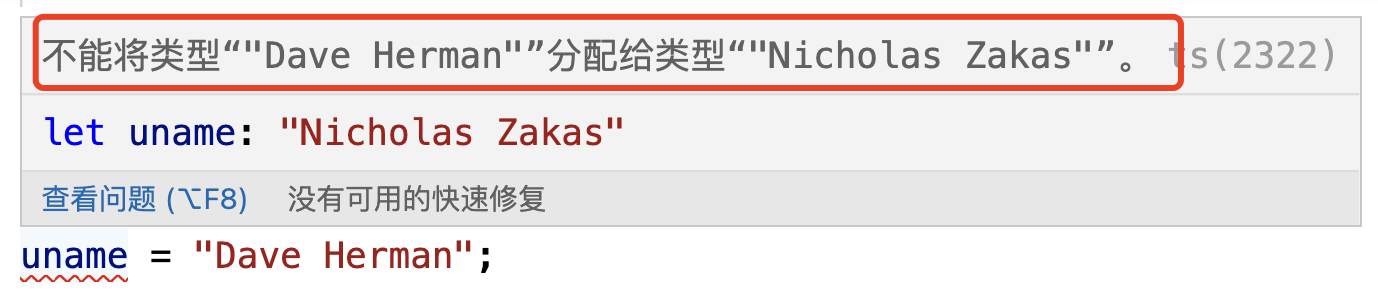 不能将类型“"Dave Herman"”分配给类型“"Nicholas Zakas"”。 ts(2322)
let uname: "Nicholas Zakas"
查看问题 (⌥F8) 没有可用的快速修复
uname = "Dave Herman";